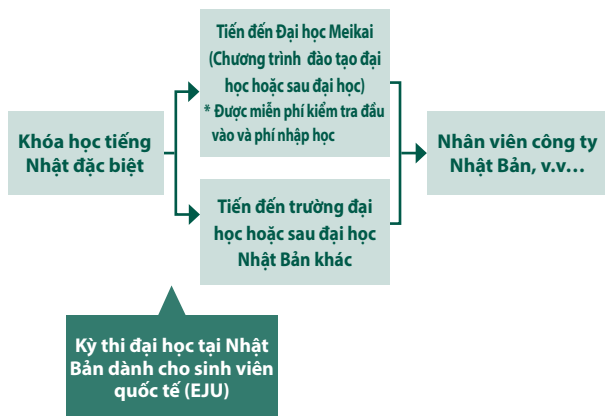 Khóa học tiếng
Nhật đặc biệt
Tiến đến Đại học Meikai
(Chương trình đào tạo đại
học hoặc sau đại học)
* Được miễn phí kiểm tra đầu
vào và phí nhập học
Tiến đến trường đại
học hoặc sau đại học
Nhật Bản khác
Nhân viên công ty
Nhật Bản, v.v...
Kỳ thi đại học tại Nhật
Bản dành cho sinh viên
quốc tế (EJU)